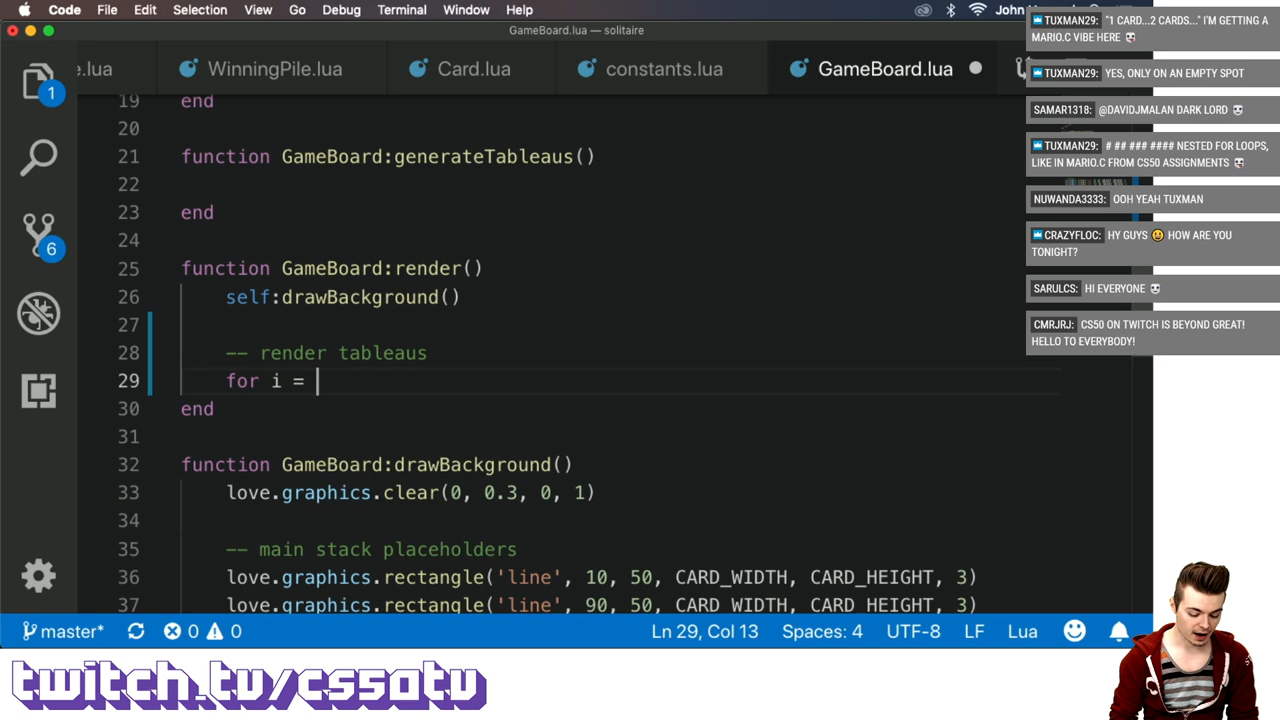 Code File Edit Selection View Go Debug Terminal Window Help
GameBoard.lua — solitaire
e.lua WinningPile.lua Card.lua constants.lua GameBoard.lua
1
6
19 end
20
21 function GameBoard:generateTableaus()
22
23 end
24
25 function GameBoard:render()
26 self:drawBackground()
27
28 -- render tableaus
29 for i =
30 end
31
32 function GameBoard:drawBackground()
33 love.graphics.clear(0, 0.3, 0, 1)
34
35 -- main stack placeholders
36 love.graphics.rectangle('line', 10, 50, CARD_WIDTH, CARD_HEIGHT, 3)
37 love.graphics.rectangle('line', 90, 50, CARD_WIDTH, CARD_HEIGHT, 3)
master* 0 0 Ln 29, Col 13 Spaces: 4 UTF-8 LF Lua
twitch.tv/cs50tv
TUXMAN29: "1 CARD...2 CARDS..." I'M GETTING A
MARIO.C VIBE HERE
TUXMAN29: YES, ONLY ON AN EMPTY SPOT
SAMAR1318: @DAVIDJMALAN DARK LORD
TUXMAN29: # ## ### #### NESTED FOR LOOPS,
LIKE IN MARIO.C FROM CS50 ASSIGNMENTS
NUWANDA3333: OOH YEAH TUXMAN
CRAZYFLOC: HY GUYS 😀 HOW ARE YOU
TONIGHT?
SARULCS: HI EVERYONE
CMRJRJ: CS50 ON TWITCH IS BEYOND GREAT!
HELLO TO EVERYBODY!